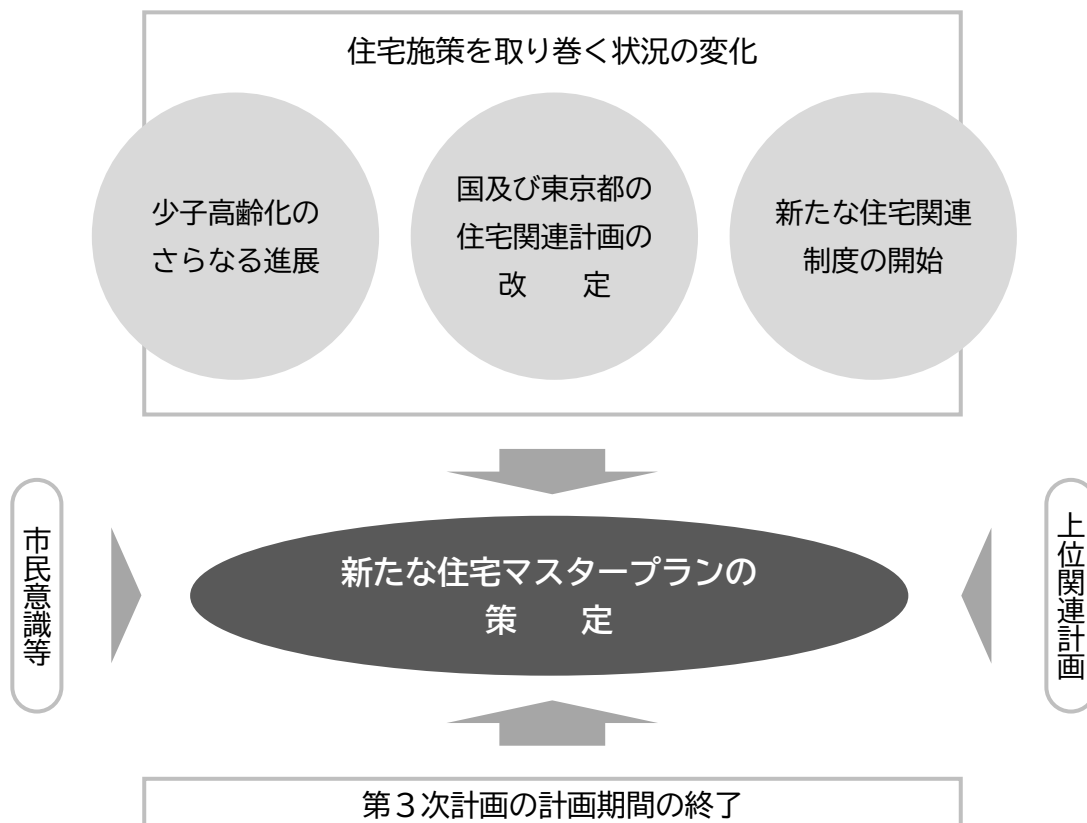 住宅施策を取り巻く状況の変化
少子高齢化の
さらなる進展
国及び東京都の
住宅関連計画の
改　　定
新たな住宅関連
制度の開始
市民意識等
新たな住宅マスタープランの
策　　定
上位関連計画
第３次計画の計画期間の終了